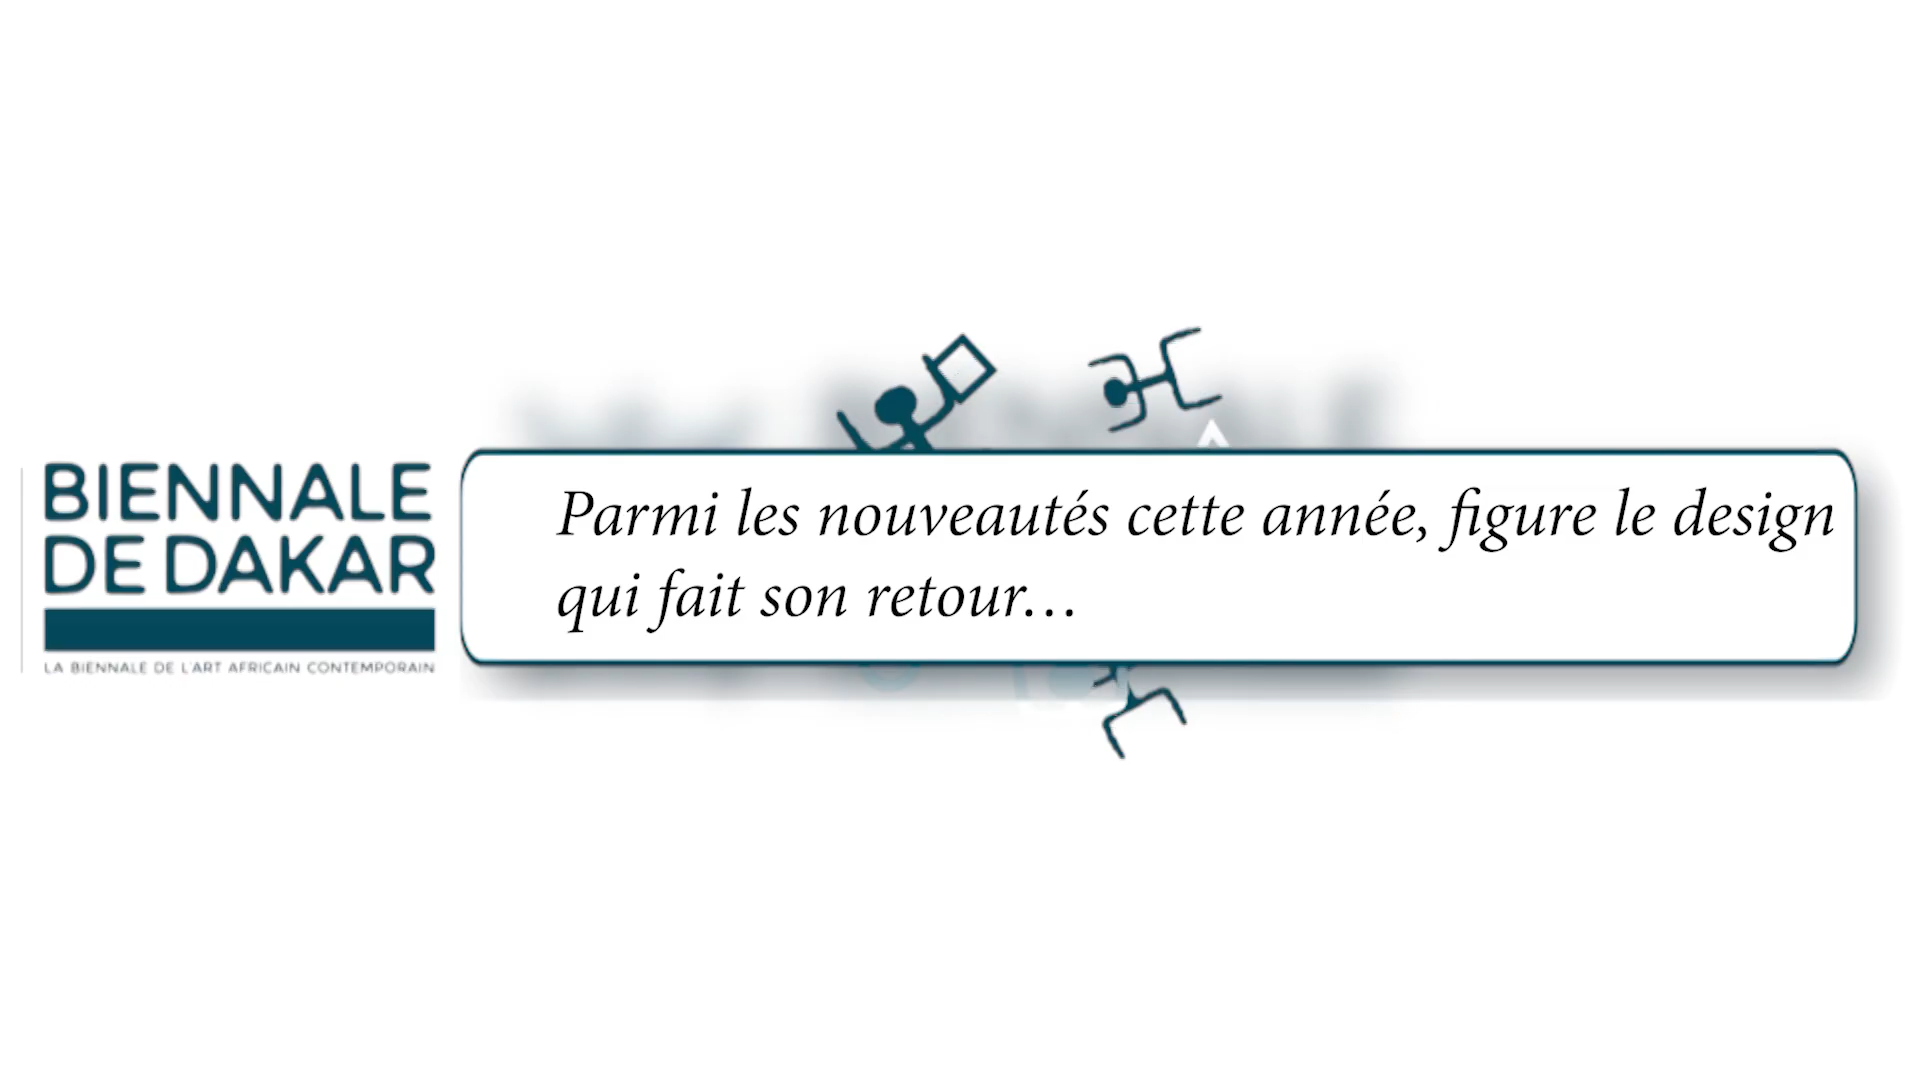 BIENNALE
DE DAKAR
LA BIENNALE DE L'ART AFRICAIN CONTEMPORAIN
Parmi les nouveautés cette année, figure le design
qui fait son retour…